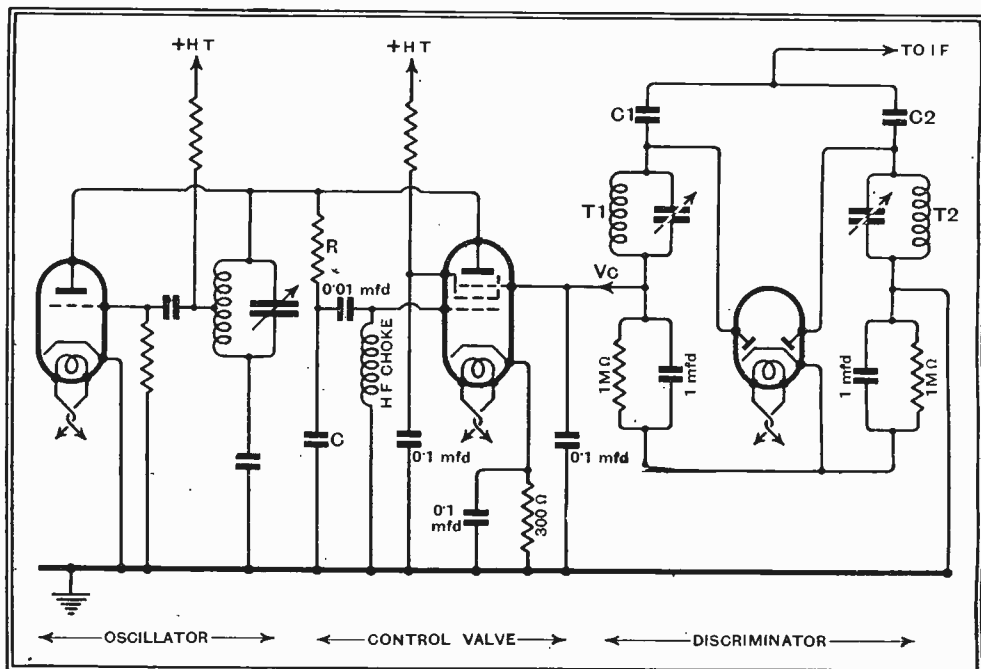 +HT
+HT
TO IF
C1
C2
T1
T2
R
0·01 mfd
VC
HF CHOKE
1MΩ
1 mfd
1 mfd
1MΩ
C
0·1 mfd
0·1 mfd
0·1
mfd
300Ω
OSCILLATOR
CONTROL VALVE
DISCRIMINATOR